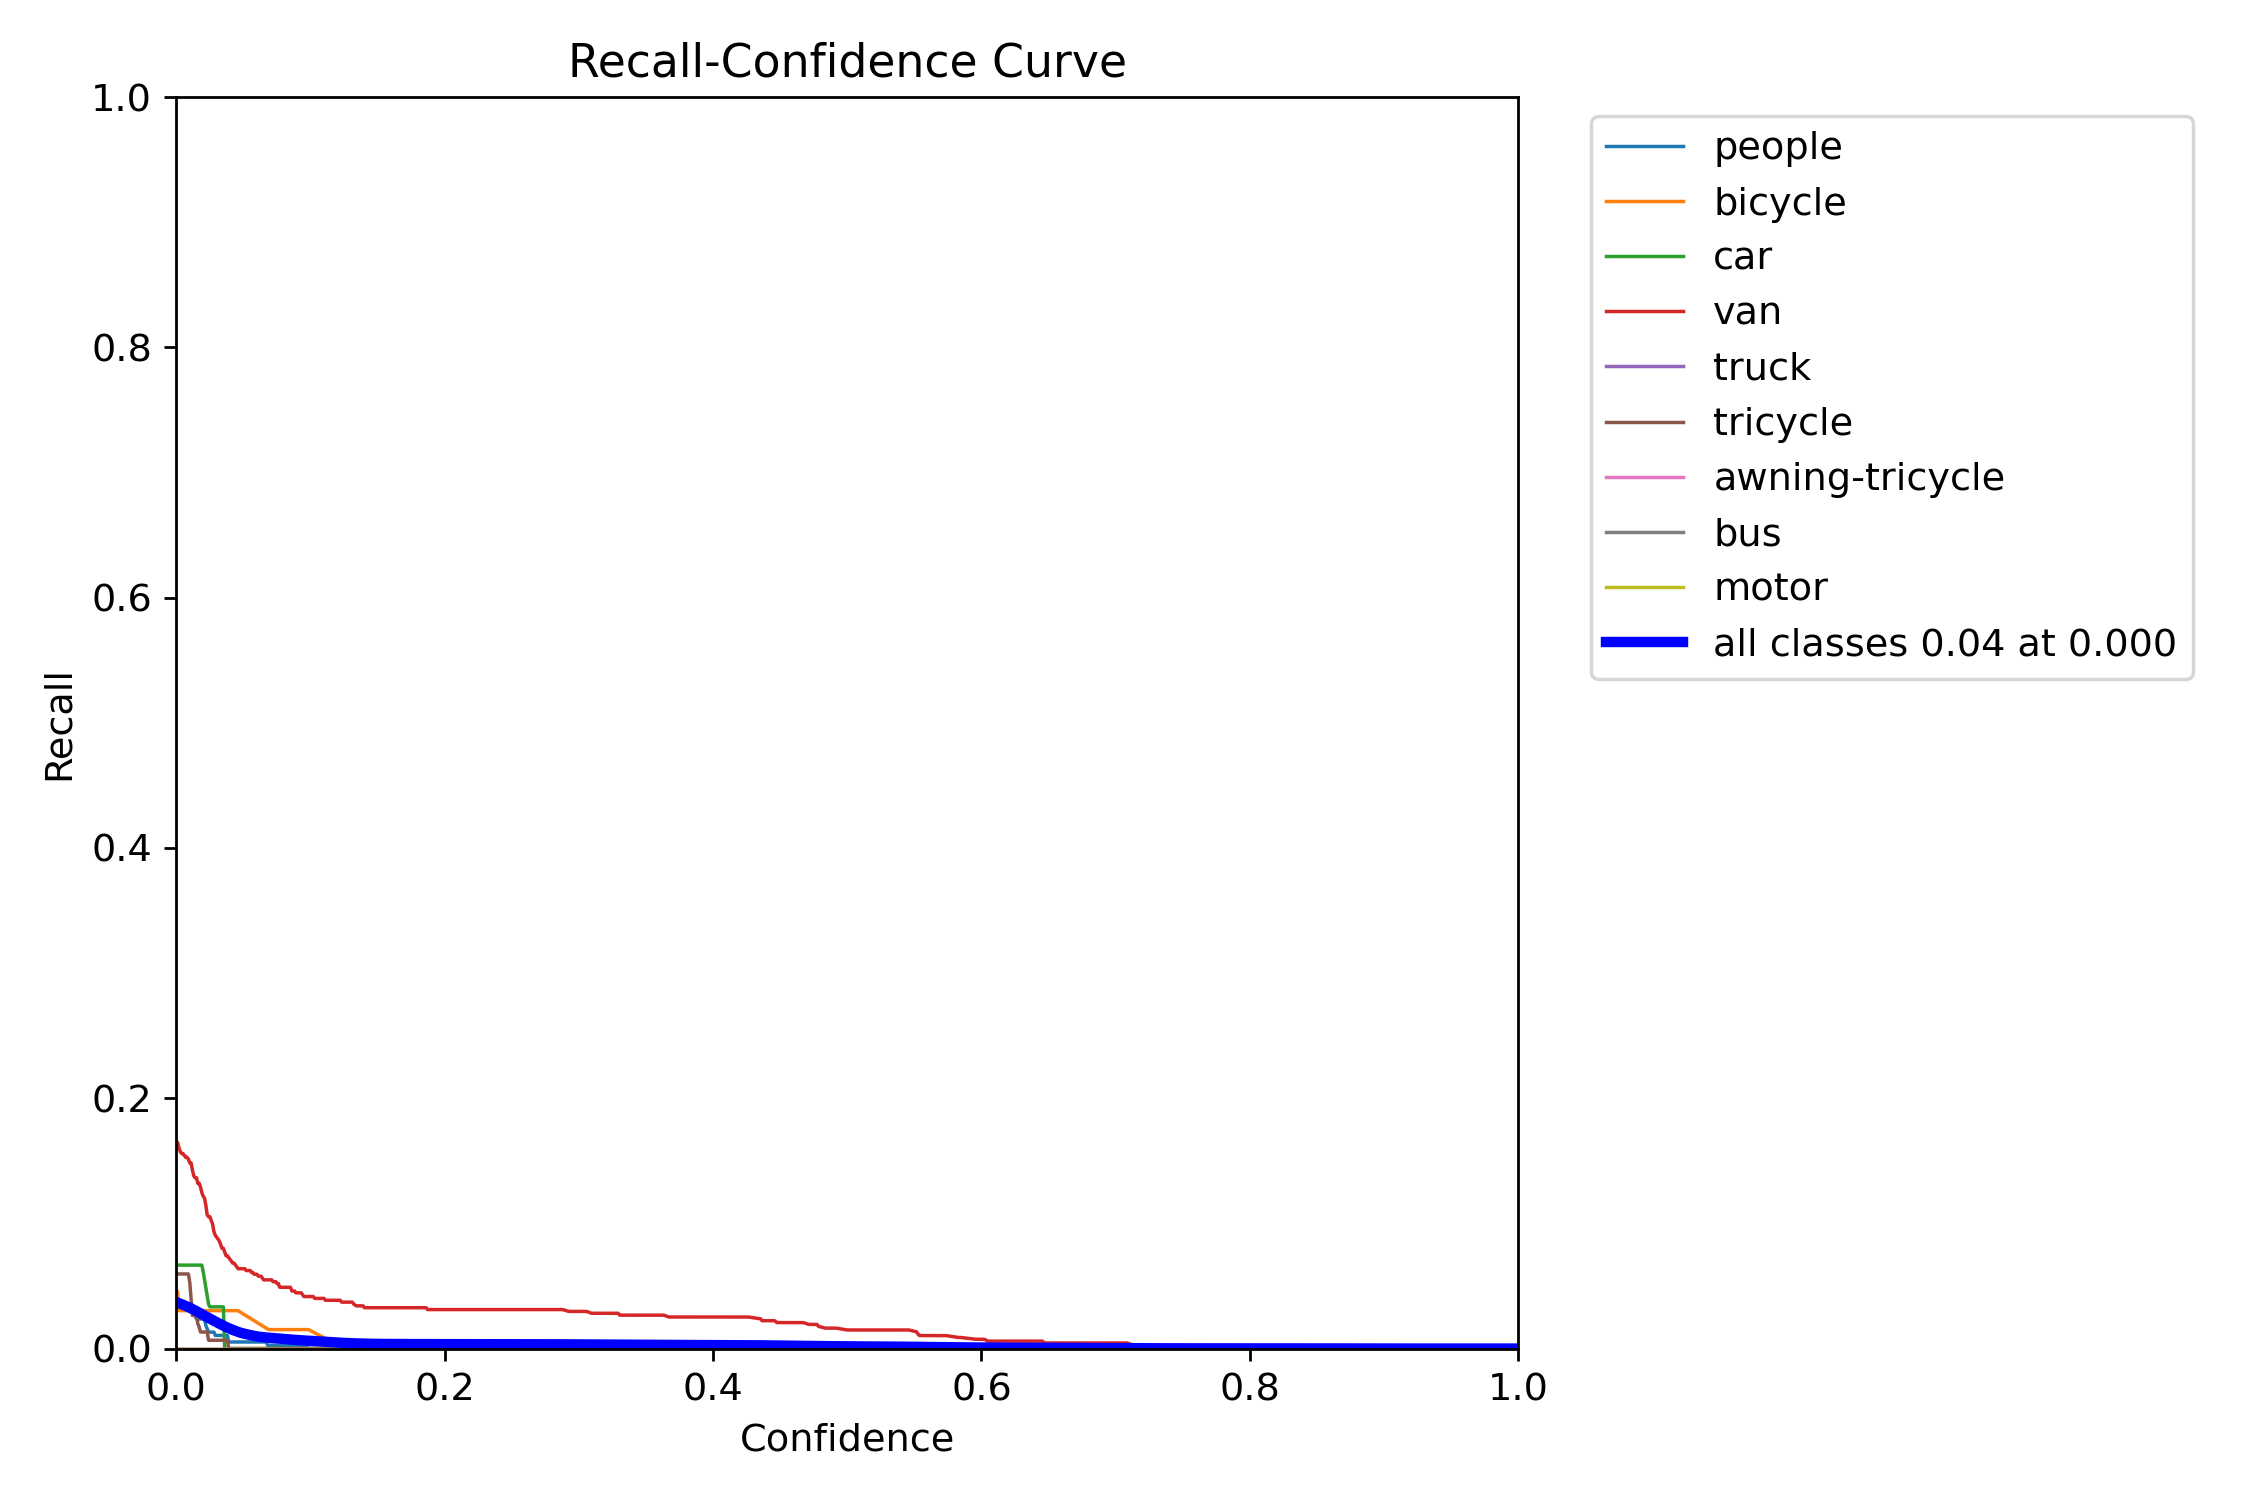 Recall-Confidence Curve
1.0
0.8
0.6
0.4
0.2
0.0
Recall
0.0 0.2 0.4 0.6 0.8 1.0
Confidence
people
bicycle
car
van
truck
tricycle
awning-tricycle
bus
motor
all classes 0.04 at 0.000